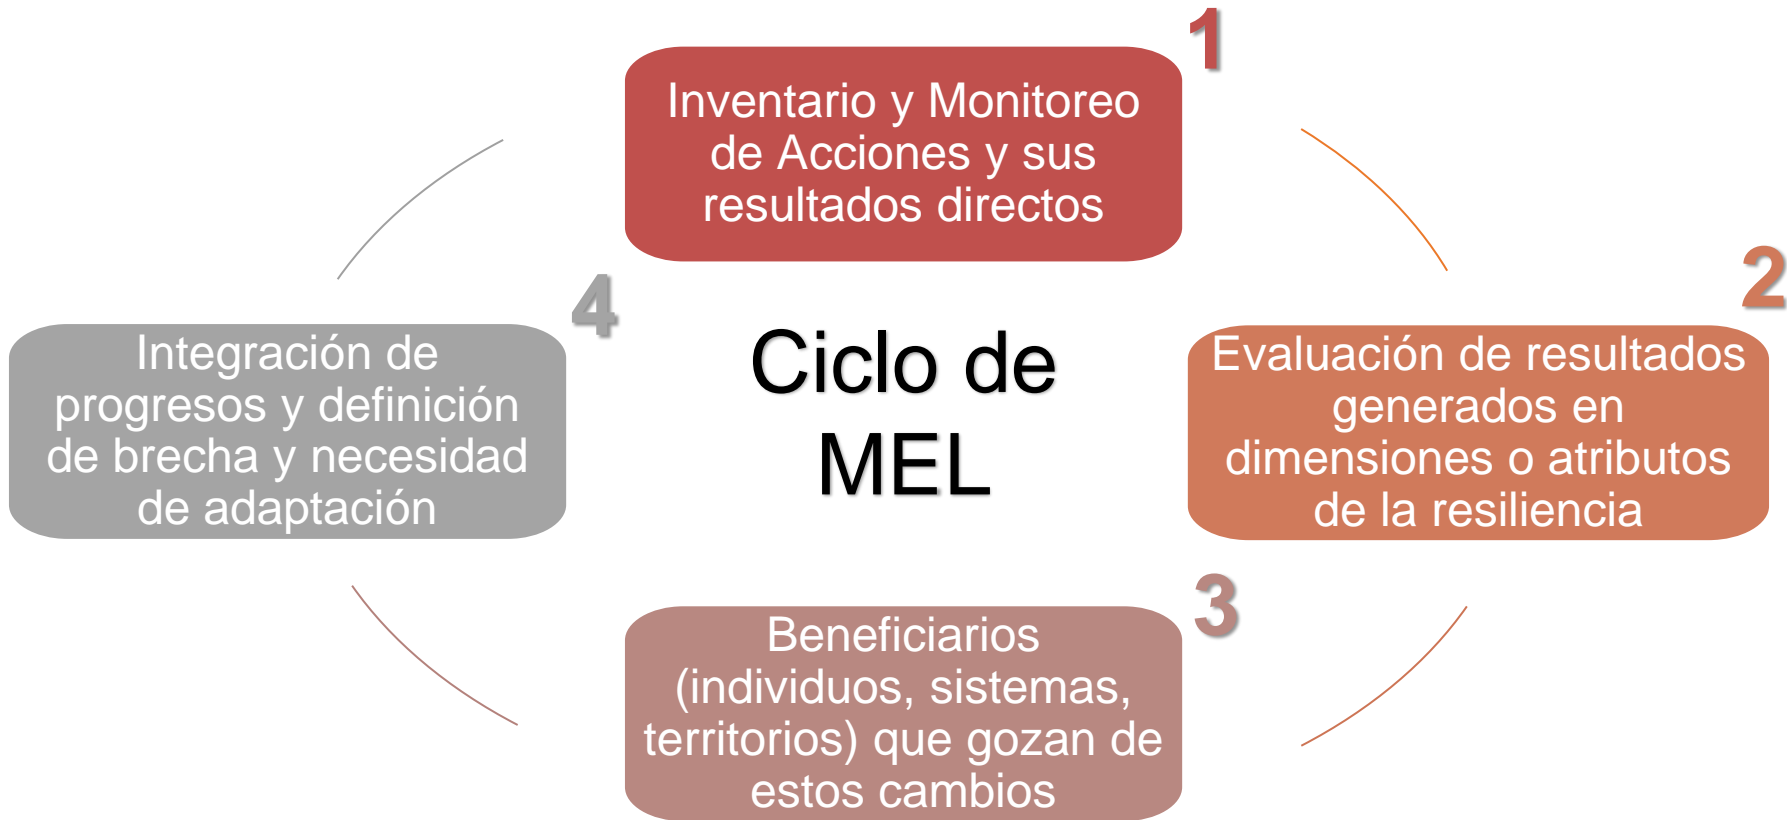 1
Inventario y Monitoreo
de Acciones y sus
resultados directos
2
Evaluación de resultados
generados en
dimensiones o atributos
de la resiliencia
3
Beneficiarios
(individuos, sistemas,
territorios) que gozan de
estos cambios
4
Integración de
progresos y definición
de brecha y necesidad
de adaptación
Ciclo de
MEL